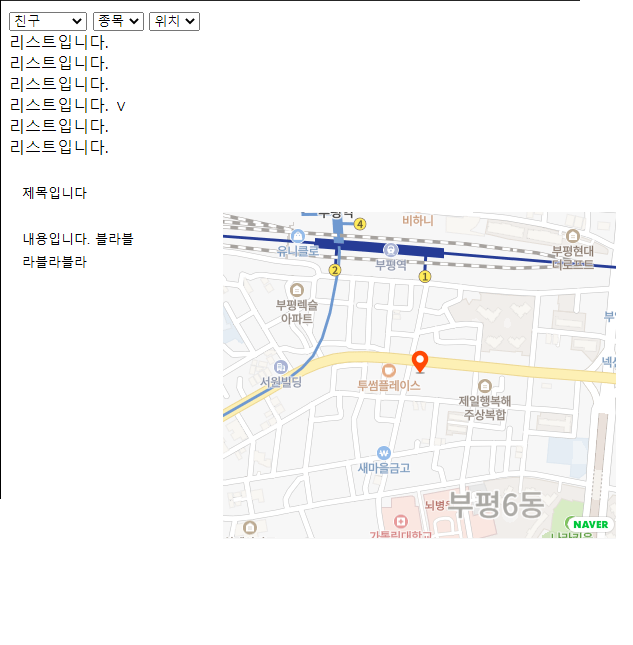 친구 종목 위치
리스트입니다.
리스트입니다.
리스트입니다.
리스트입니다. v
리스트입니다.
리스트입니다.
제목입니다
내용입니다. 블라블
라블라블라
비하니
4
유니클로
부평역
부평현대
더로프트
2
1
부평렉슬
아파트
서원빌딩
투썸플레이스
제일행복해
주상복합
새마을금고
뇌병
부평6동
가톨릭대학교
NAVER